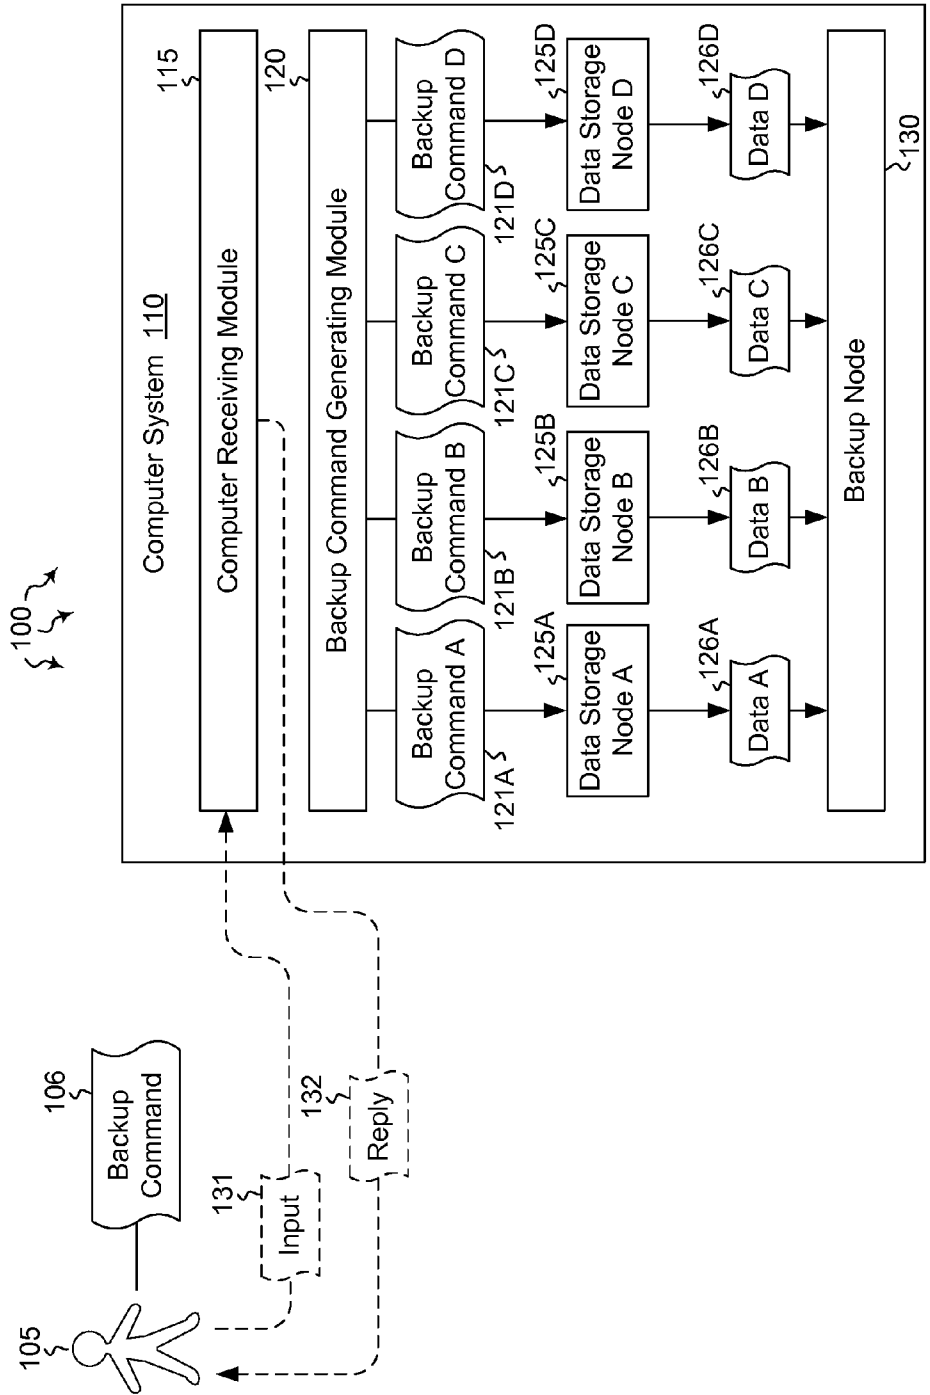 100
105
Backup
Command
106
Input
131
Reply
132
Computer System 110
Computer Receiving Module
115
Backup Command Generating Module
120
Backup
Command A
121A
Backup
Command B
121B
Backup
Command C
121C
Backup
Command D
121D
Data Storage
Node A
125A
Data Storage
Node B
125B
Data Storage
Node C
125C
Data Storage
Node D
125D
Data A
126A
Data B
126B
Data C
126C
Data D
126D
Backup Node
130